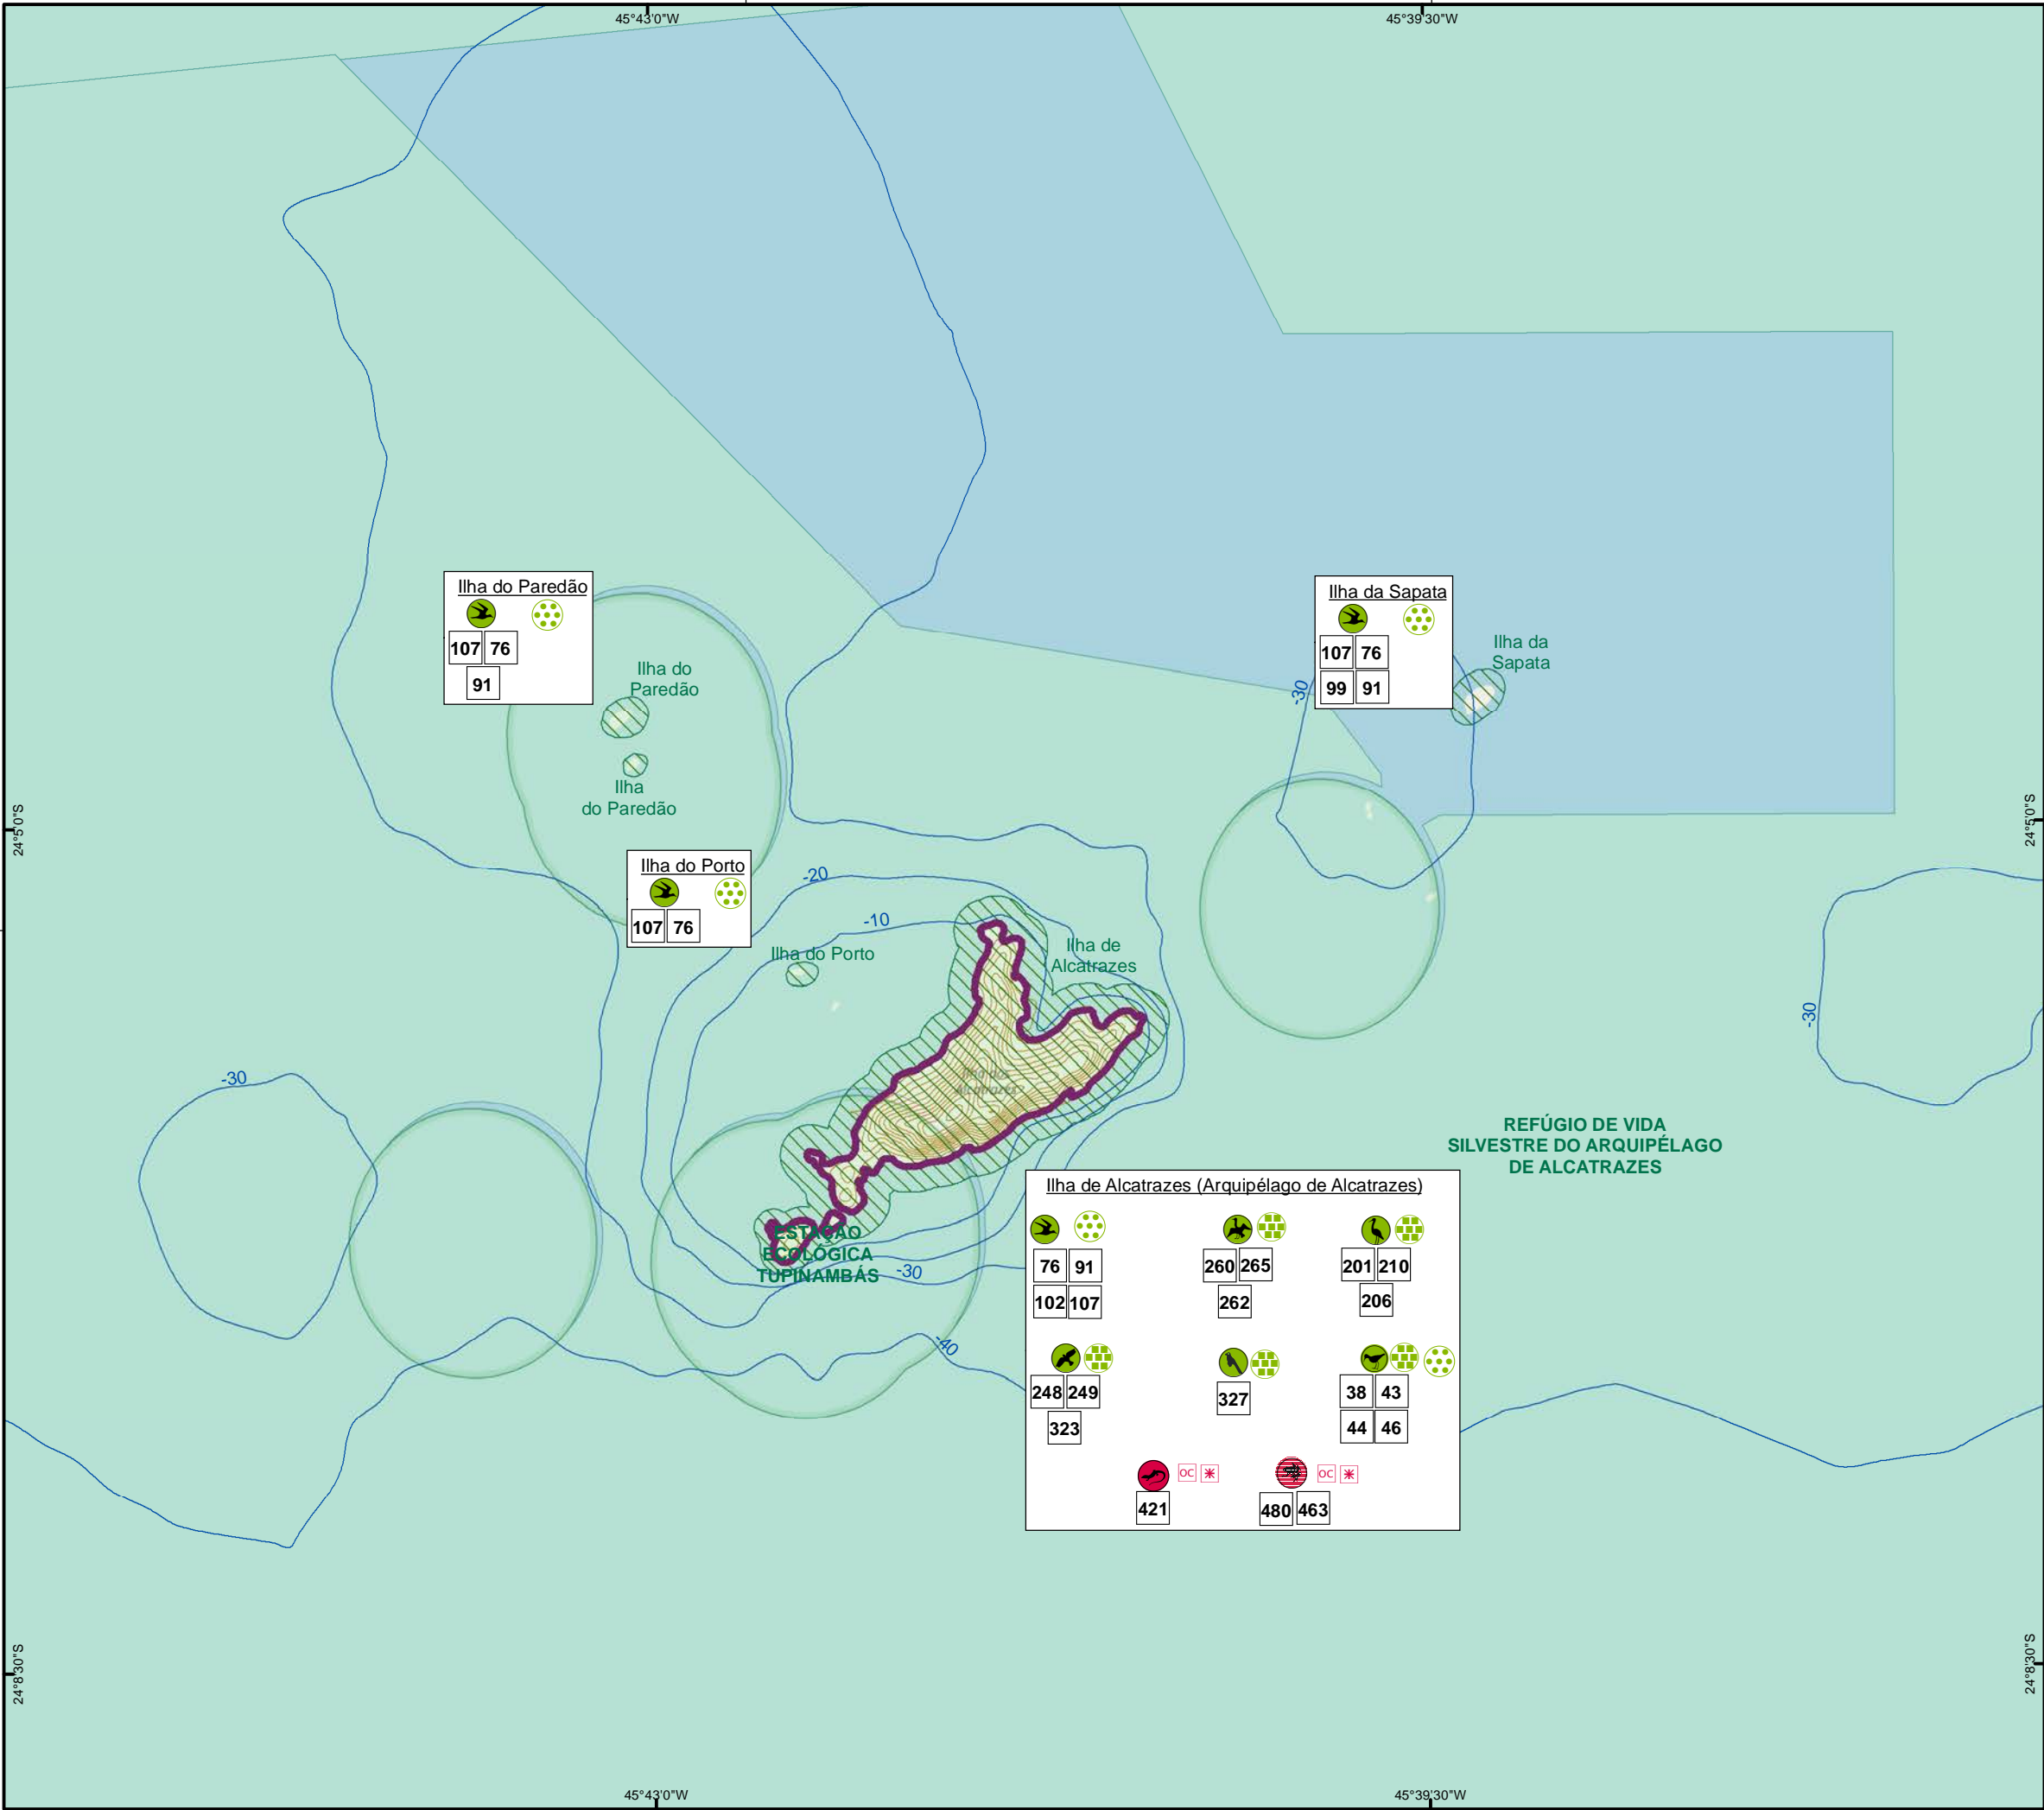 45°43'0"W
45°39'30"W
Ilha do Paredão
107 76
91
Ilha da Sapata
107 76
99 91
Ilha da
Sapata
Ilha do
Paredão
-30
Ilha
do Paredão
24°5'0"S
24°5'0"S
Ilha do Porto
107 76
-20
-10
Ilha do Porto
Ilha de
Alcatrazes
-30
-30
REFÚGIO DE VIDA
SILVESTRE DO ARQUIPÉLAGO
DE ALCATRAZES
ESTAÇÃO
ECOLÓGICA
TUPINAMBÁS
-30
-40
Ilha de Alcatrazes (Arquipélago de Alcatrazes)
76 91
102 107
260 265
262
201 210
206
248 249
323
327
38 43
44 46
OC
421
OC
480 463
24°8'30"S
24°8'30"S
45°43'0"W
45°39'30"W